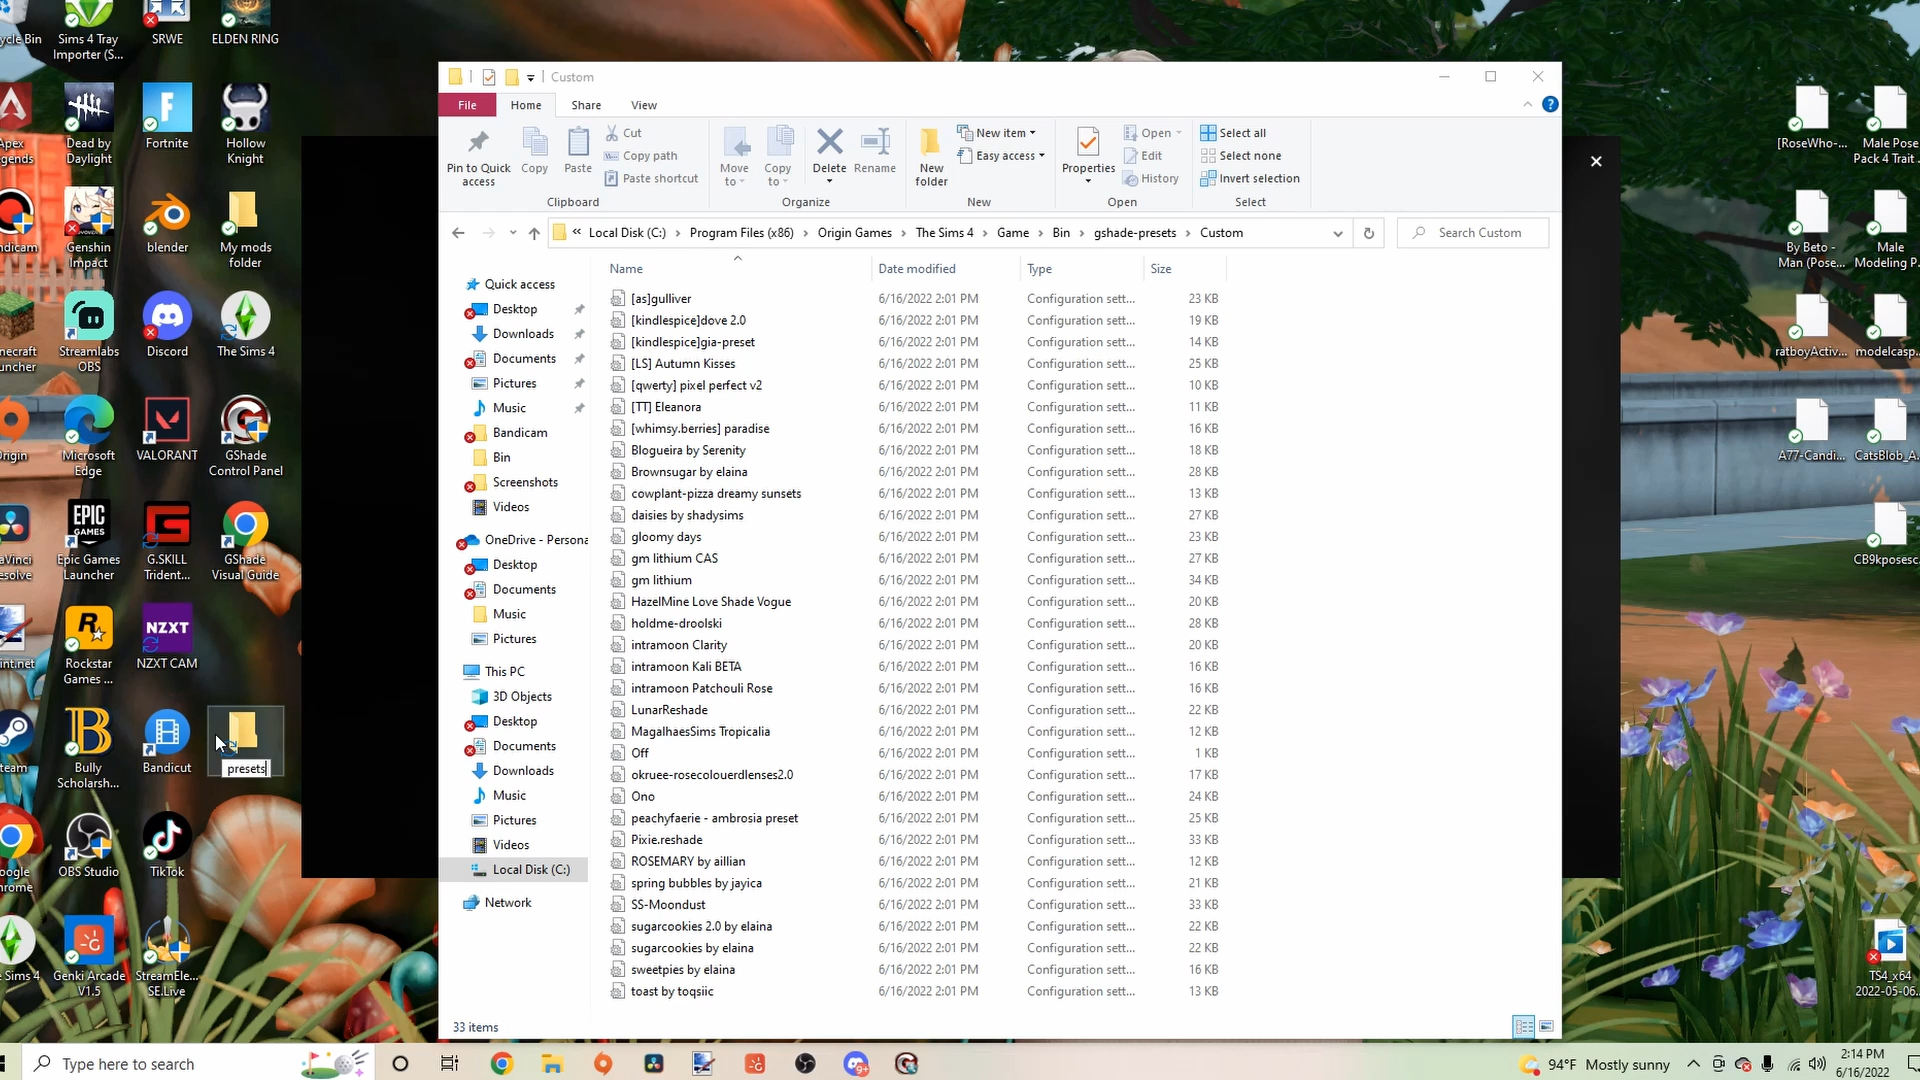 ycle Bin
Sims 4 Tray
Importer (S...
SRWE
ELDEN RING
Apex
egends
Dead by
Daylight
Fortnite
Hollow
Knight
ndicam
Genshin
Impact
blender
My mods
folder
necraft
uncher
Streamlabs
OBS
Discord
The Sims 4
Origin
Microsoft
Edge
VALORANT
GShade
Control Panel
aVinci
esolve
EPIC
GAMES
Epic Games
Launcher
G.SKILL
Trident...
GShade
Visual Guide
int.net
Rockstar
Games ...
NZXT
NZXT CAM
team
Bully
Scholarsh...
Bandicut
presets
oogle
hrome
OBS Studio
TikTok
e Sims 4
Genki Arcade
V1.5
StreamEle...
SE.Live
Custom
File
Home
Share
View
Pin to Quick
access
Copy
Paste
Cut
Copy path
Paste shortcut
Clipboard
Move
to
Copy
to
Delete
Rename
Organize
New
folder
New item
Easy access
New
Properties
Open
Edit
History
Open
Select all
Select none
Invert selection
Select
« Local Disk (C:) > Program Files (x86) > Origin Games > The Sims 4 > Game > Bin > gshade-presets > Custom
Search Custom
Quick access
Desktop
Downloads
Documents
Pictures
Music
Bandicam
Bin
Screenshots
Videos
OneDrive - Persona
Desktop
Documents
Music
Pictures
This PC
3D Objects
Desktop
Documents
Downloads
Music
Pictures
Videos
Local Disk (C:)
Network
Name Date modified Type Size
[as]gulliver 6/16/2022 2:01 PM Configuration sett... 23 KB
[kindlespice]dove 2.0 6/16/2022 2:01 PM Configuration sett... 19 KB
[kindlespice]gia-preset 6/16/2022 2:01 PM Configuration sett... 14 KB
[LS] Autumn Kisses 6/16/2022 2:01 PM Configuration sett... 25 KB
[qwerty] pixel perfect v2 6/16/2022 2:01 PM Configuration sett... 10 KB
[TT] Eleanora 6/16/2022 2:01 PM Configuration sett... 11 KB
[whimsy.berries] paradise 6/16/2022 2:01 PM Configuration sett... 16 KB
Blogueira by Serenity 6/16/2022 2:01 PM Configuration sett... 18 KB
Brownsugar by elaina 6/16/2022 2:01 PM Configuration sett... 28 KB
cowplant-pizza dreamy sunsets 6/16/2022 2:01 PM Configuration sett... 13 KB
daisies by shadysims 6/16/2022 2:01 PM Configuration sett... 27 KB
gloomy days 6/16/2022 2:01 PM Configuration sett... 23 KB
gm lithium CAS 6/16/2022 2:01 PM Configuration sett... 27 KB
gm lithium 6/16/2022 2:01 PM Configuration sett... 34 KB
HazelMine Love Shade Vogue 6/16/2022 2:01 PM Configuration sett... 20 KB
holdme-droolski 6/16/2022 2:01 PM Configuration sett... 28 KB
intramoon Clarity 6/16/2022 2:01 PM Configuration sett... 20 KB
intramoon Kali BETA 6/16/2022 2:01 PM Configuration sett... 16 KB
intramoon Patchouli Rose 6/16/2022 2:01 PM Configuration sett... 16 KB
LunarReshade 6/16/2022 2:01 PM Configuration sett... 22 KB
MagalhaesSims Tropicalia 6/16/2022 2:01 PM Configuration sett... 12 KB
Off 6/16/2022 2:01 PM Configuration sett... 1 KB
okruee-rosecolouerdlenses2.0 6/16/2022 2:01 PM Configuration sett... 17 KB
Ono 6/16/2022 2:01 PM Configuration sett... 24 KB
peachyfaerie - ambrosia preset 6/16/2022 2:01 PM Configuration sett... 25 KB
Pixie.reshade 6/16/2022 2:01 PM Configuration sett... 33 KB
ROSEMARY by aillian 6/16/2022 2:01 PM Configuration sett... 12 KB
spring bubbles by jayica 6/16/2022 2:01 PM Configuration sett... 21 KB
SS-Moondust 6/16/2022 2:01 PM Configuration sett... 33 KB
sugarcookies 2.0 by elaina 6/16/2022 2:01 PM Configuration sett... 22 KB
sugarcookies by elaina 6/16/2022 2:01 PM Configuration sett... 22 KB
sweetpies by elaina 6/16/2022 2:01 PM Configuration sett... 16 KB
toast by toqsiic 6/16/2022 2:01 PM Configuration sett... 13 KB
33 items
[RoseWho-...
Male Pose
Pack 4 Trait ...
By Beto -
Man (Pose...
Male
Modeling P...
ratboyActiv...
modelcasp...
A77-Candi...
CatsBlob_A...
CB9kposesc...
TS4_x64
2022-05-06...
Type here to search
9+
94°F Mostly sunny
2:14 PM
6/16/2022